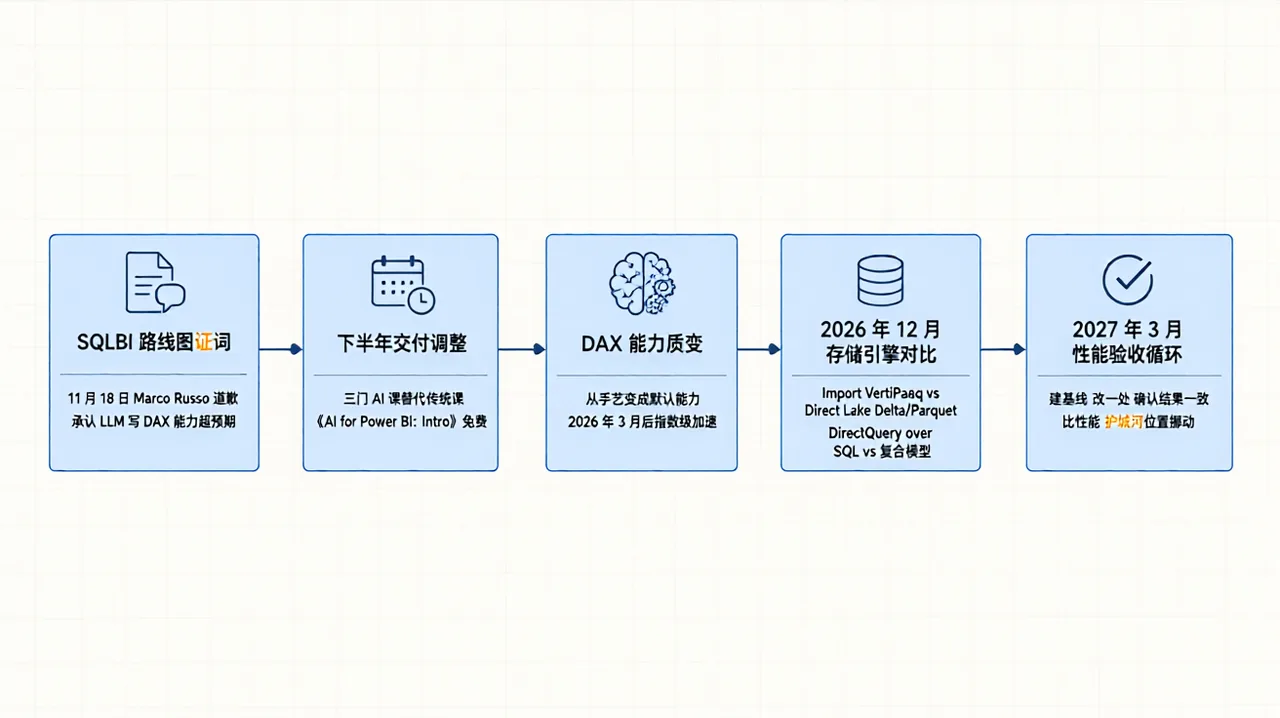 SQLBI 路线图证词
11 月 18 日 Marco Russo 道歉
承认 LLM 写 DAX 能力超预期
下半年交付调整
三门 AI 课替代传统课
《AI for Power BI: Intro》免费
DAX 能力质变
从手艺变成默认能力
2026 年 3 月后指数级加速
2026 年 12 月
存储引擎对比
Import VertiPaaq vs
Direct Lake Delta/Parquet
DirectQuery over
SQL vs 复合模型
2027 年 3 月
性能验收循环
建基线 改一处 确认结果一致
比性能 护城河位置挪动